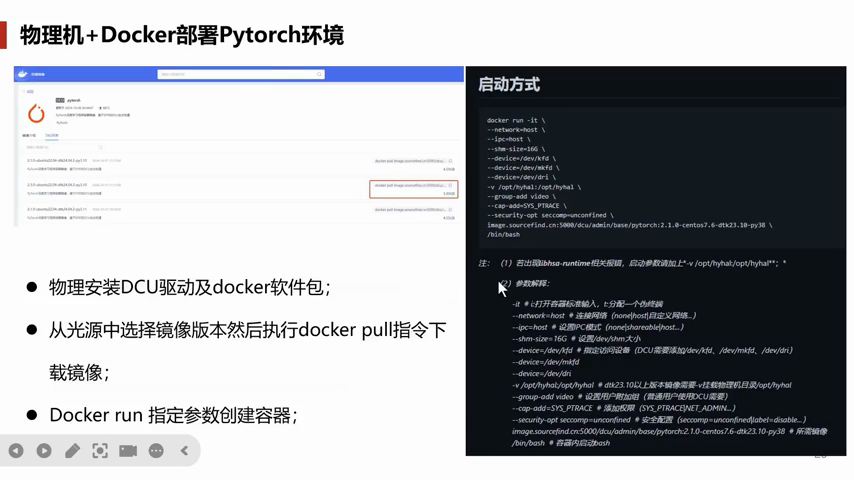 物理机+Docker部署Pytorch环境
pytorch
物理安装DCU驱动及docker软件包；
从光源中选择镜像版本然后执行docker pull指令下
载镜像；
Docker run 指定参数创建容器；
启动方式
docker run -it \
--network=host \
--ipc=host \
--shm-size=16G \
--device=/dev/kfd \
--device=/dev/mkfd \
--device=/dev/dri \
-v /opt/hyhal:/opt/hyhal \
--group-add video \
--cap-add=SYS_PTRACE \
--security-opt seccomp=unconfined \
image.sourcefind.cn:5000/dcu/admin/base/pytorch:2.1.0-centos7.6-dtk23.10-py38 \
/bin/bash
注：（1）若出现libhsa-runtime相关报错，启动参数请加上*-v /opt/hyhal:/opt/hyhal**；*
（2）参数解释：
-it # i:打开容器标准输入，t:分配一个伪终端
--network=host # 连接网络（none|host|自定义网络...）
--ipc=host # 设置IPC模式（none|shareable|host...）
--shm-size=16G # 设置/dev/shm大小
--device=/dev/kfd # 指定访问设备（DCU需要添加/dev/kfd、/dev/mkfd、/dev/dri）
--device=/dev/mkfd
--device=/dev/dri
-v /opt/hyhal:/opt/hyhal # dtk23.10以上版本镜像需要-v挂载物理机目录/opt/hyhal
--group-add video # 设置用户附加组（普通用户使用DCU需要）
--cap-add=SYS_PTRACE # 添加权限（SYS_PTRACE|NET_ADMIN...）
--security-opt seccomp=unconfined # 安全配置（seccomp=unconfined|label=disable...）
image.sourcefind.cn:5000/dcu/admin/base/pytorch:2.1.0-centos7.6-dtk23.10-py38 # 所需镜像
/bin/bash # 容器内启动bash